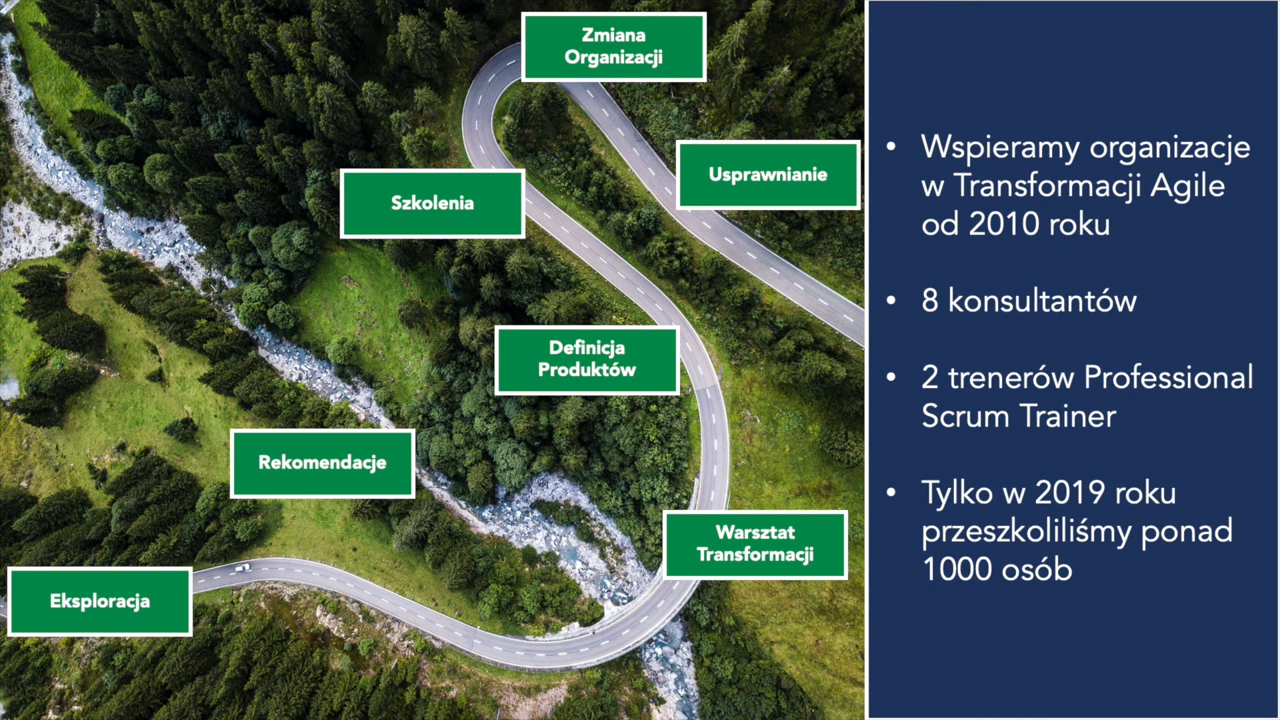 Zmiana
Organizacji
Usprawnianie
Szkolenia
Definicja
Produktów
Rekomendacje
Warsztat
Transformacji
Eksploracja
• Wspieramy organizacje
w Transformacji Agile
od 2010 roku
• 8 konsultantów
• 2 trenerów Professional
Scrum Trainer
• Tylko w 2019 roku
przeszkoliliśmy ponad
1000 osób